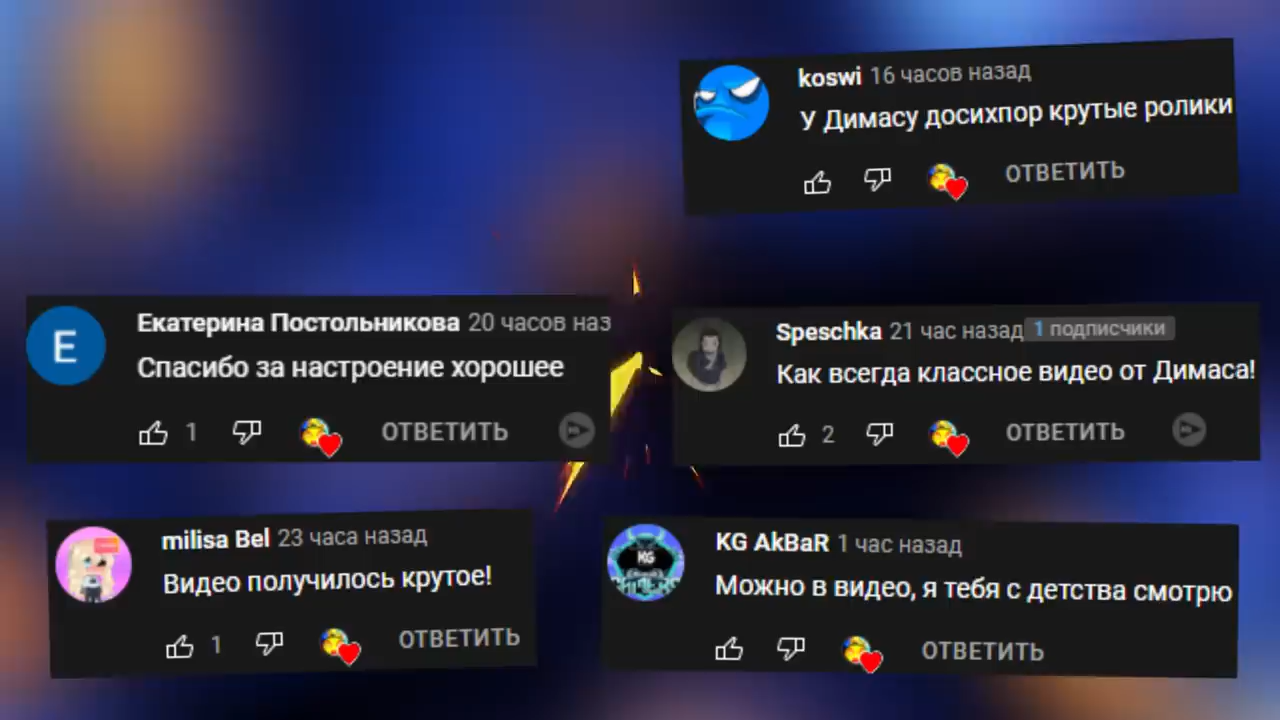 koswi 16 часов назад
У Димасу досихпор крутые ролики
ОТВЕТИТЬ
Е
Екатерина Постольникова 20 часов наз
Спасибо за настроение хорошее
1 ОТВЕТИТЬ
Speschka 21 час назад 1 подписчики
Как всегда классное видео от Димаса!
2 ОТВЕТИТЬ
milisa Bel 23 часа назад
Видео получилось крутое!
1 ОТВЕТИТЬ
KG
KG AkBaR 1 час назад
Можно в видео, я тебя с детства смотрю
ОТВЕТИТЬ